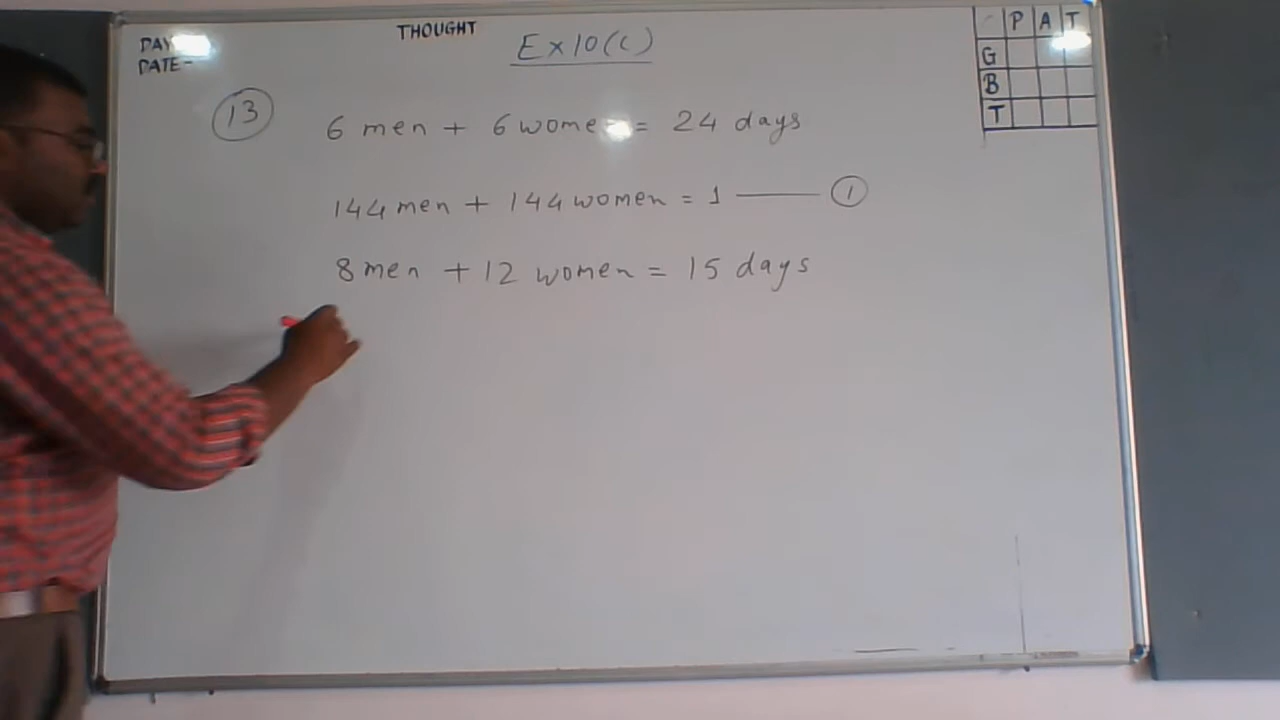 DAY
DATE-
THOUGHT
Ex 10(C)
P A T
G
B
T
13
6 men + 6 women = 24 days
144 men + 144 women = 1 —— 1
8 men + 12 women = 15 days